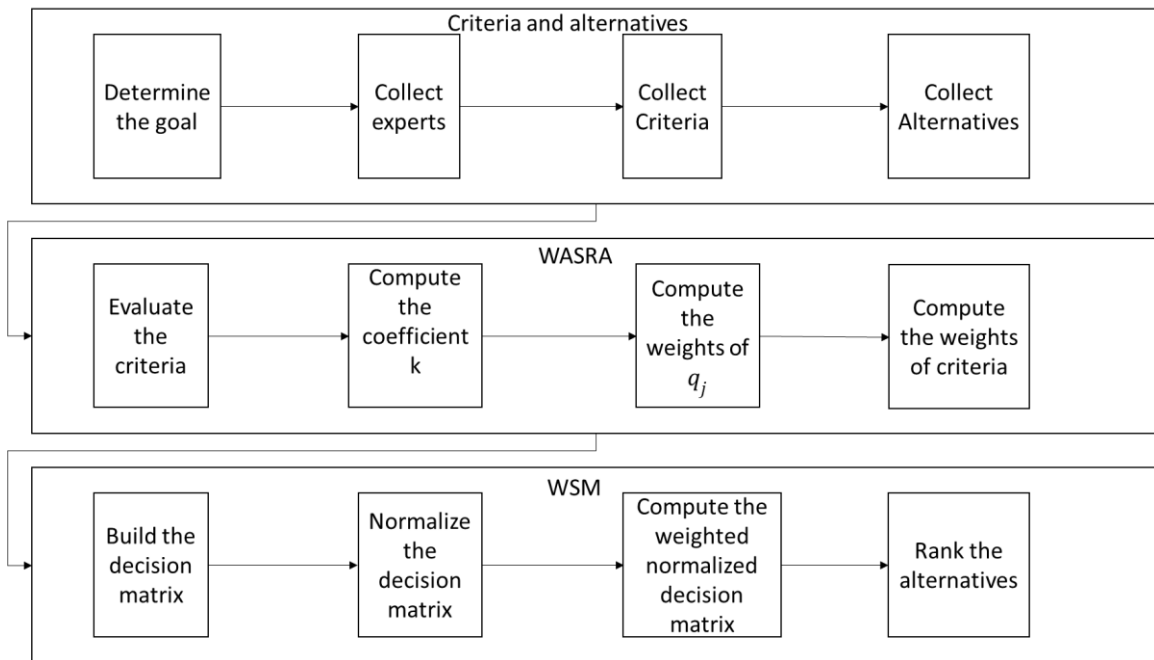 Criteria and alternatives
Determine
the goal
Collect
experts
Collect
Criteria
Collect
Alternatives
WASRA
Evaluate
the
criteria
Compute
the
coefficient
k
Compute
the
weights of
q_j
Compute
the weights
of criteria
WSM
Build the
decision
matrix
Normalize
the
decision
matrix
Compute the
weighted
normalized
decision
matrix
Rank the
alternatives